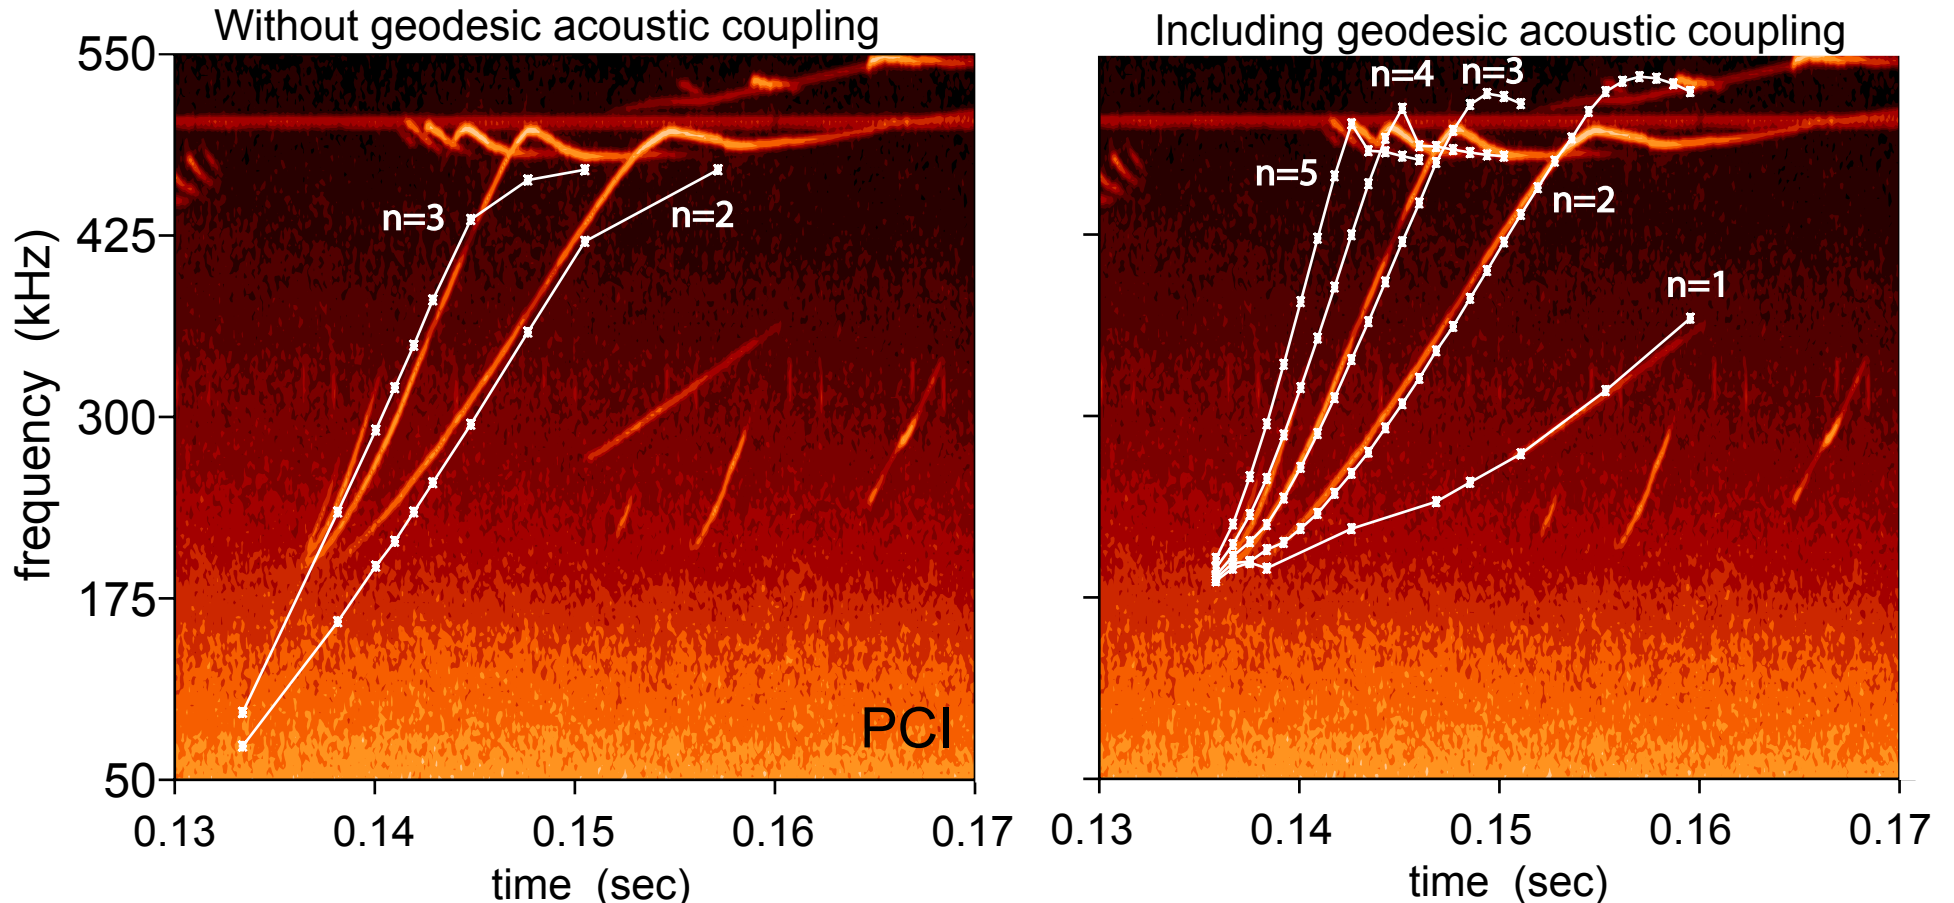 Without geodesic acoustic coupling
Including geodesic acoustic coupling
550
425
300
175
50
frequency (kHz)
n=3
n=2
PCI
0.13
0.14
0.15
0.16
0.17
time (sec)
n=4
n=3
n=5
n=2
n=1
0.13
0.14
0.15
0.16
0.17
time (sec)